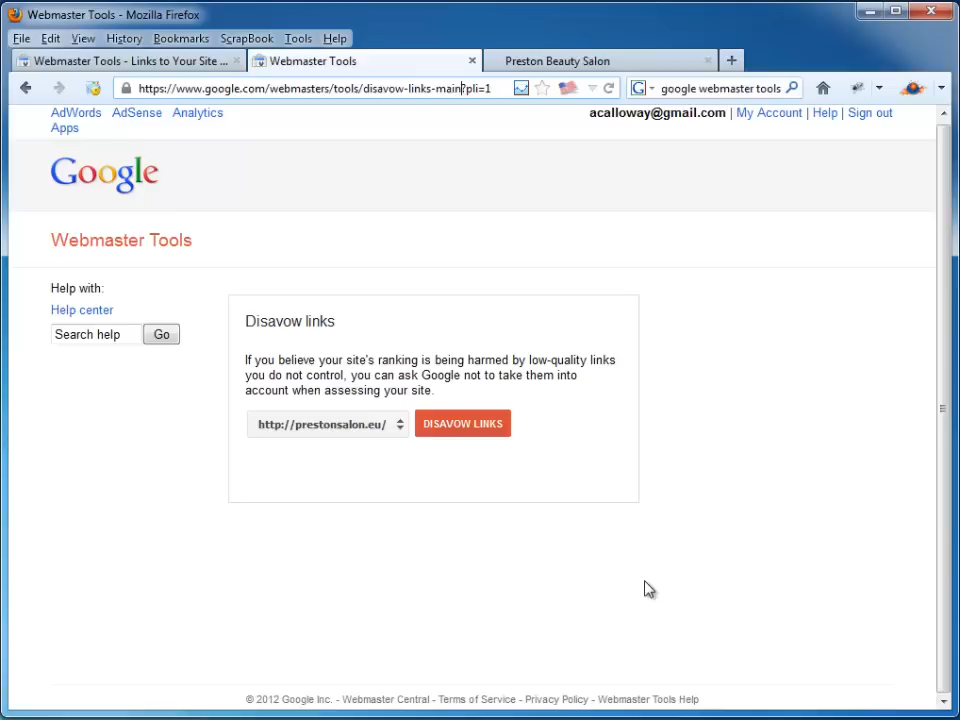 Webmaster Tools - Mozilla Firefox
File Edit View History Bookmarks ScrapBook Tools Help
Webmaster Tools - Links to Your Site ... Webmaster Tools Preston Beauty Salon
https://www.google.com/webmasters/tools/disavow-links-main?pli=1 google webmaster tools
AdWords AdSense Analytics acalloway@gmail.com | My Account | Help | Sign out
Apps
Google
Webmaster Tools
Help with:
Help center
Search help Go
Disavow links
If you believe your site's ranking is being harmed by low-quality links
you do not control, you can ask Google not to take them into
account when assessing your site.
http://prestonsalon.eu/ DISAVOW LINKS
© 2012 Google Inc. - Webmaster Central - Terms of Service - Privacy Policy - Webmaster Tools Help